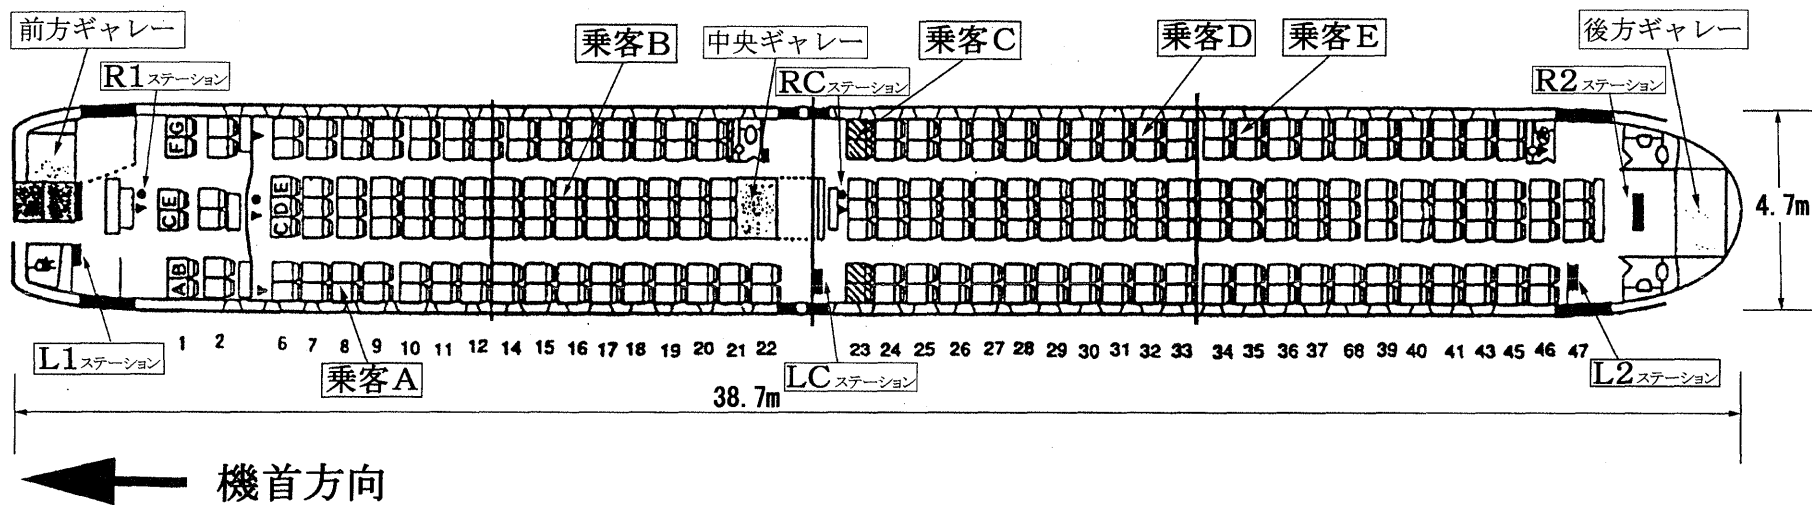 前方ギャレー
R1ステーション
乗客B
中央ギャレー
RCステーション
乗客C
乗客D
乗客E
R2ステーション
後方ギャレー
F G
C E
A B
C D E
4.7m
1 2 6 7 8 9 10 11 12 14 15 16 17 18 19 20 21 22 23 24 25 26 27 28 29 30 31 32 33 34 35 36 37 68 39 40 41 43 45 46 47
L1ステーション
乗客A
LCステーション
L2ステーション
38.7m
機首方向